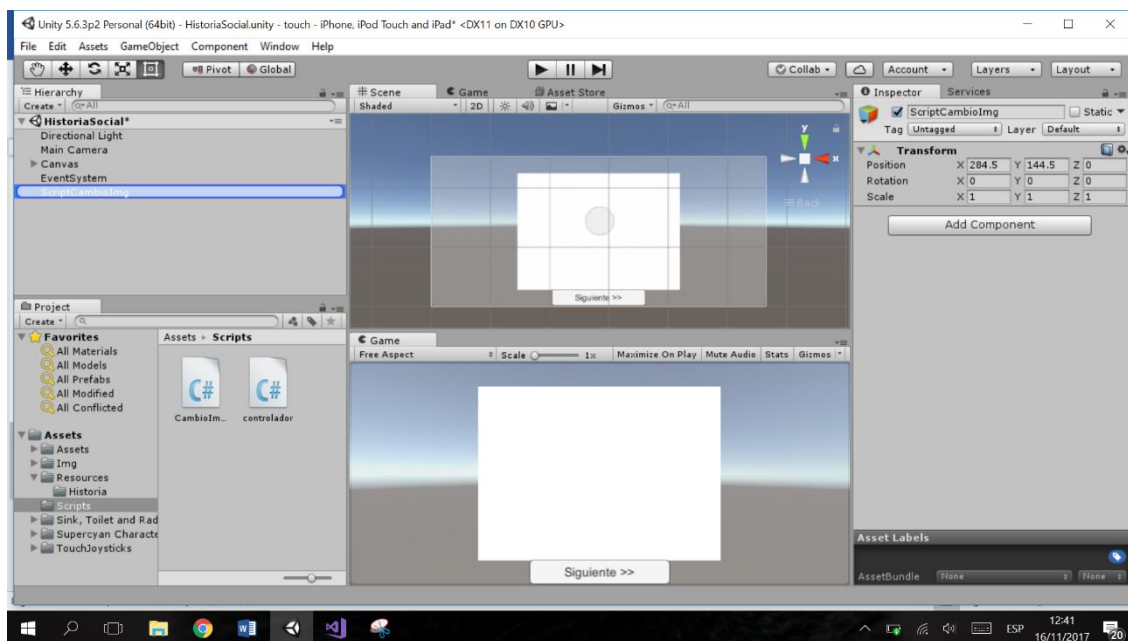 Unity 5.6.3p2 Personal (64bit) - HistoriaSocial.unity - touch - iPhone, iPod Touch and iPad* <DX11 on DX10 GPU>
File Edit Assets GameObject Component Window Help
Pivot Global Collab Account Layers Layout
Hierarchy
Create All
HistoriaSocial*
Directional Light
Main Camera
Canvas
EventSystem
ScriptCambioImg
Scene Game Asset Store
Shaded 2D Gizmos All
y
x
Back
Siguiente >>
Inspector Services
ScriptCambioImg Static
Tag Untagged Layer Default
Transform
Position X 284.5 Y 144.5 Z 0
Rotation X 0 Y 0 Z 0
Scale X 1 Y 1 Z 1
Add Component
Project
Create
Favorites
All Materials
All Models
All Prefabs
All Modified
All Conflicted
Assets
Assets
Img
Resources
Historia
Scripts
Sink, Toilet and Rad
Supercyan Characte
TouchJoysticks
Assets Scripts
C# C#
CambioIm... controlador
Game
Free Aspect Scale 1x Maximize On Play Mute Audio Stats Gizmos
Siguiente >>
Asset Labels
AssetBundle None None
ESP 12:41
16/11/2017 20